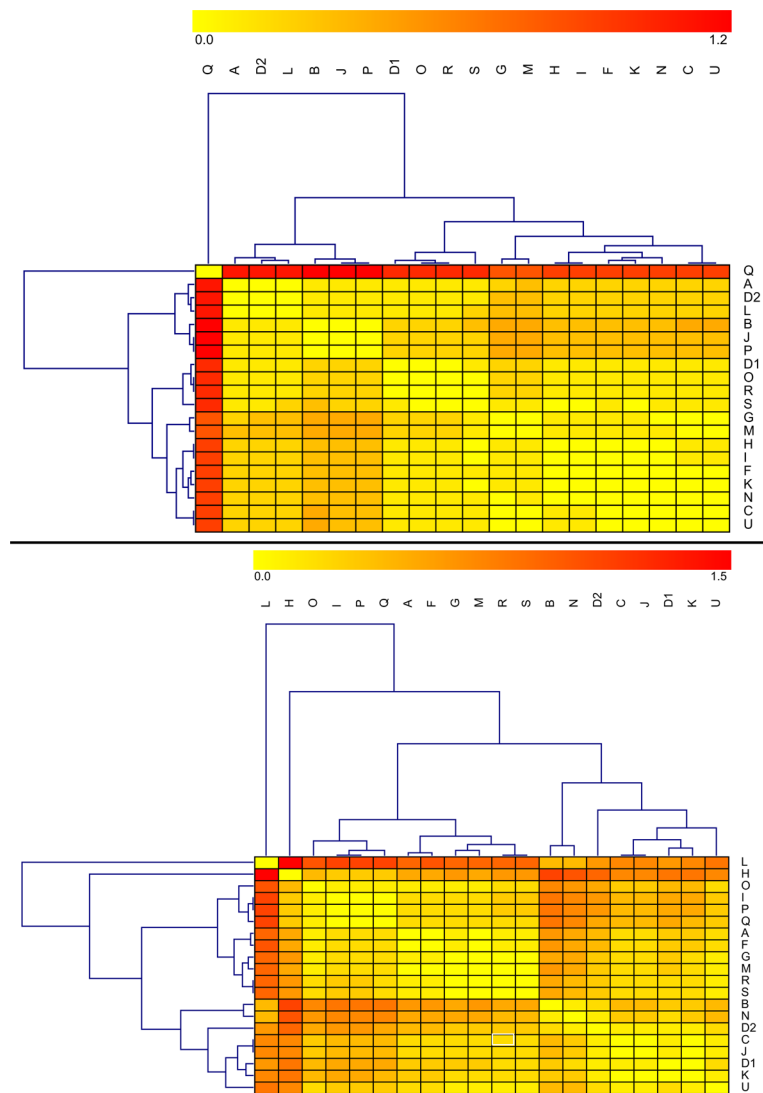 0.0 1.2
Q A D2 L B J P D1 O R S G M H I F K N C U
Q
A
D2
L
B
J
P
D1
O
R
S
G
M
H
I
F
K
N
C
U
0.0 1.5
L H O I P Q A F G M R S B N D2 C J D1 K U
L
H
O
I
P
Q
A
F
G
M
R
S
B
N
D2
C
J
D1
K
U